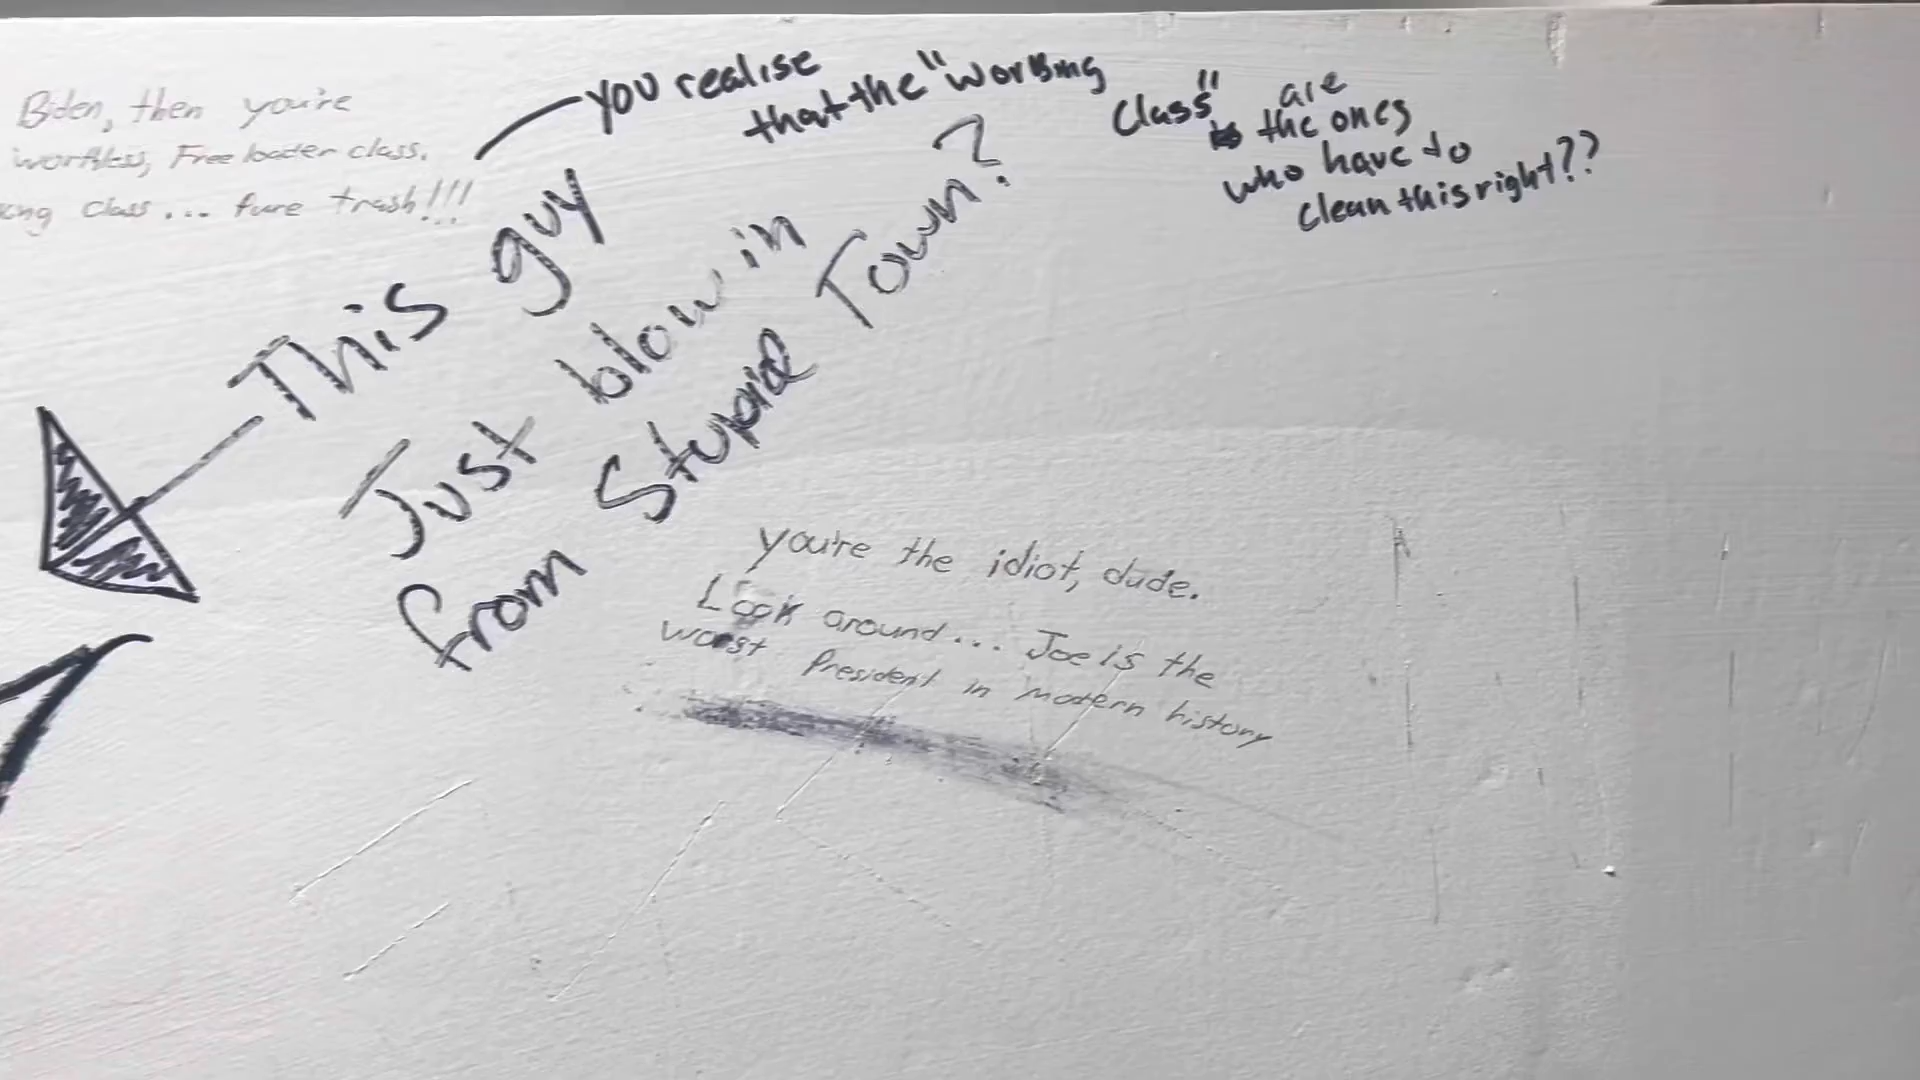 Biden, then you're
worthless, Freeloader class.
class... pure trash!!!
you realise
that the "working
class" are
the ones
who have to
clean this right??
This guy
Just blow in
from Stupid Town?
you're the idiot, dude.
Look around... Joe is the
worst President in modern history